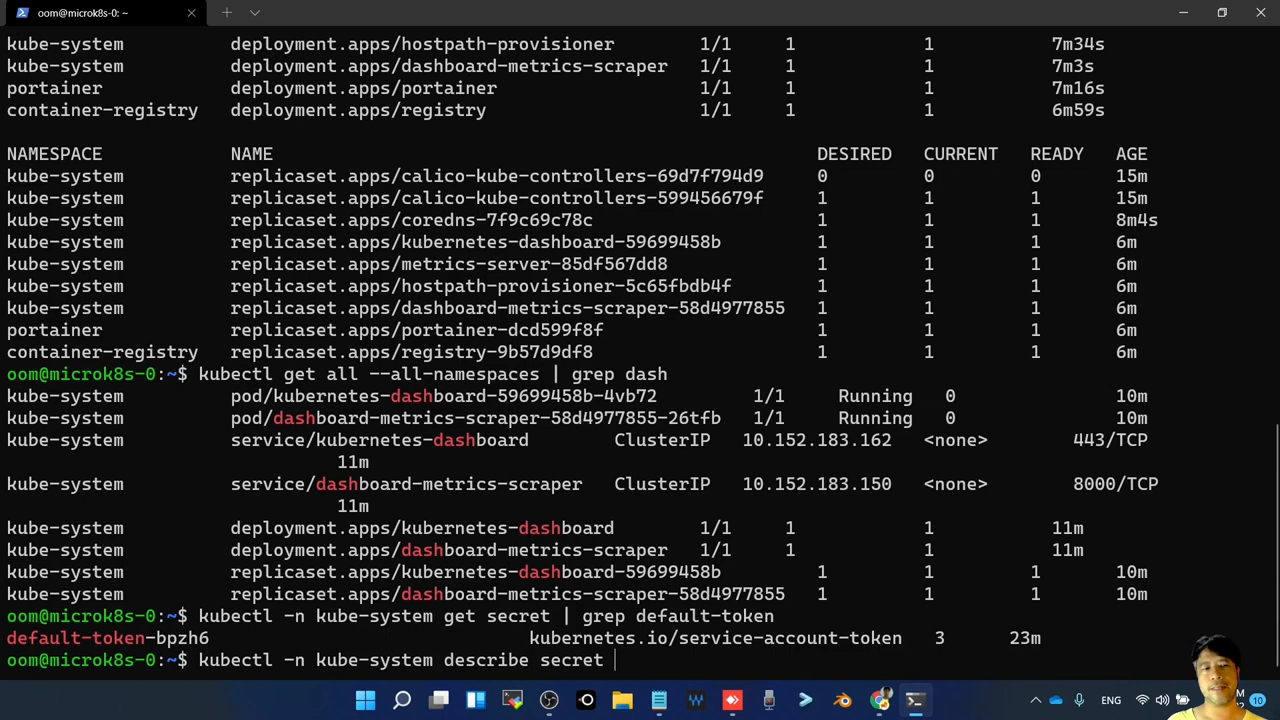 oom@microk8s-0: ~
kube-system deployment.apps/hostpath-provisioner 1/1 1 1 7m34s
kube-system deployment.apps/dashboard-metrics-scraper 1/1 1 1 7m3s
portainer deployment.apps/portainer 1/1 1 1 7m16s
container-registry deployment.apps/registry 1/1 1 1 6m59s
NAMESPACE NAME DESIRED CURRENT READY AGE
kube-system replicaset.apps/calico-kube-controllers-69d7f794d9 0 0 0 15m
kube-system replicaset.apps/calico-kube-controllers-599456679f 1 1 1 15m
kube-system replicaset.apps/coredns-7f9c69c78c 1 1 1 8m4s
kube-system replicaset.apps/kubernetes-dashboard-59699458b 1 1 1 6m
kube-system replicaset.apps/metrics-server-85df567dd8 1 1 1 6m
kube-system replicaset.apps/hostpath-provisioner-5c65fbdb4f 1 1 1 6m
kube-system replicaset.apps/dashboard-metrics-scraper-58d4977855 1 1 1 6m
portainer replicaset.apps/portainer-dcd599f8f 1 1 1 6m
container-registry replicaset.apps/registry-9b57d9df8 1 1 1 6m
oom@microk8s-0:~$ kubectl get all --all-namespaces | grep dash
kube-system pod/kubernetes-dashboard-59699458b-4vb72 1/1 Running 0 10m
kube-system pod/dashboard-metrics-scraper-58d4977855-26tfb 1/1 Running 0 10m
kube-system service/kubernetes-dashboard ClusterIP 10.152.183.162 <none> 443/TCP
11m
kube-system service/dashboard-metrics-scraper ClusterIP 10.152.183.150 <none> 8000/TCP
11m
kube-system deployment.apps/kubernetes-dashboard 1/1 1 1 11m
kube-system deployment.apps/dashboard-metrics-scraper 1/1 1 1 11m
kube-system replicaset.apps/kubernetes-dashboard-59699458b 1 1 1 10m
kube-system replicaset.apps/dashboard-metrics-scraper-58d4977855 1 1 1 10m
oom@microk8s-0:~$ kubectl -n kube-system get secret | grep default-token
default-token-bpzh6 kubernetes.io/service-account-token 3 23m
oom@microk8s-0:~$ kubectl -n kube-system describe secret
ENG
10